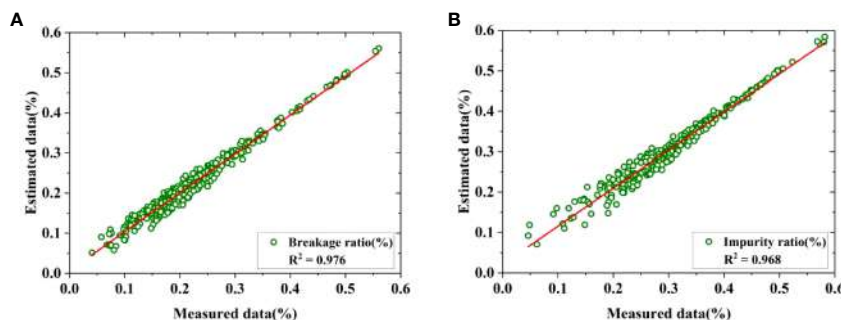 A
0.6
0.5
0.4
0.3
0.2
0.1
0.0
Estimated data(%)
Breakage ratio(%)
R² = 0.976
0.0 0.1 0.2 0.3 0.4 0.5 0.6
Measured data(%)
B
0.6
0.5
0.4
0.3
0.2
0.1
0.0
Estimated data(%)
Impurity ratio(%)
R² = 0.968
0.0 0.1 0.2 0.3 0.4 0.5 0.6
Measured data(%)